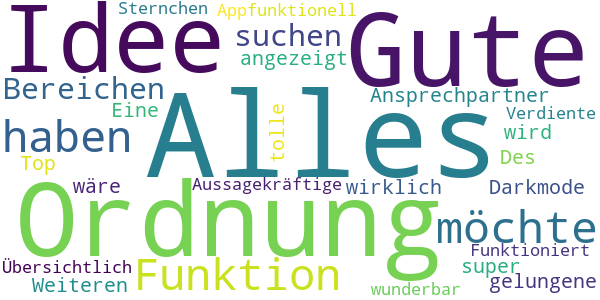 Sternchen Appfunktionell
Idee suchen Gute
angezeigt
Bereichen Ansprechpartner
Eine Verdiente
haben Alles tolle wird
Top Des
wäre Aussagekräftige wirklich Darkmode
Ordnung möchte
Funktioniert
Übersichtlich Funktion super
Weiteren wunderbar gelungene